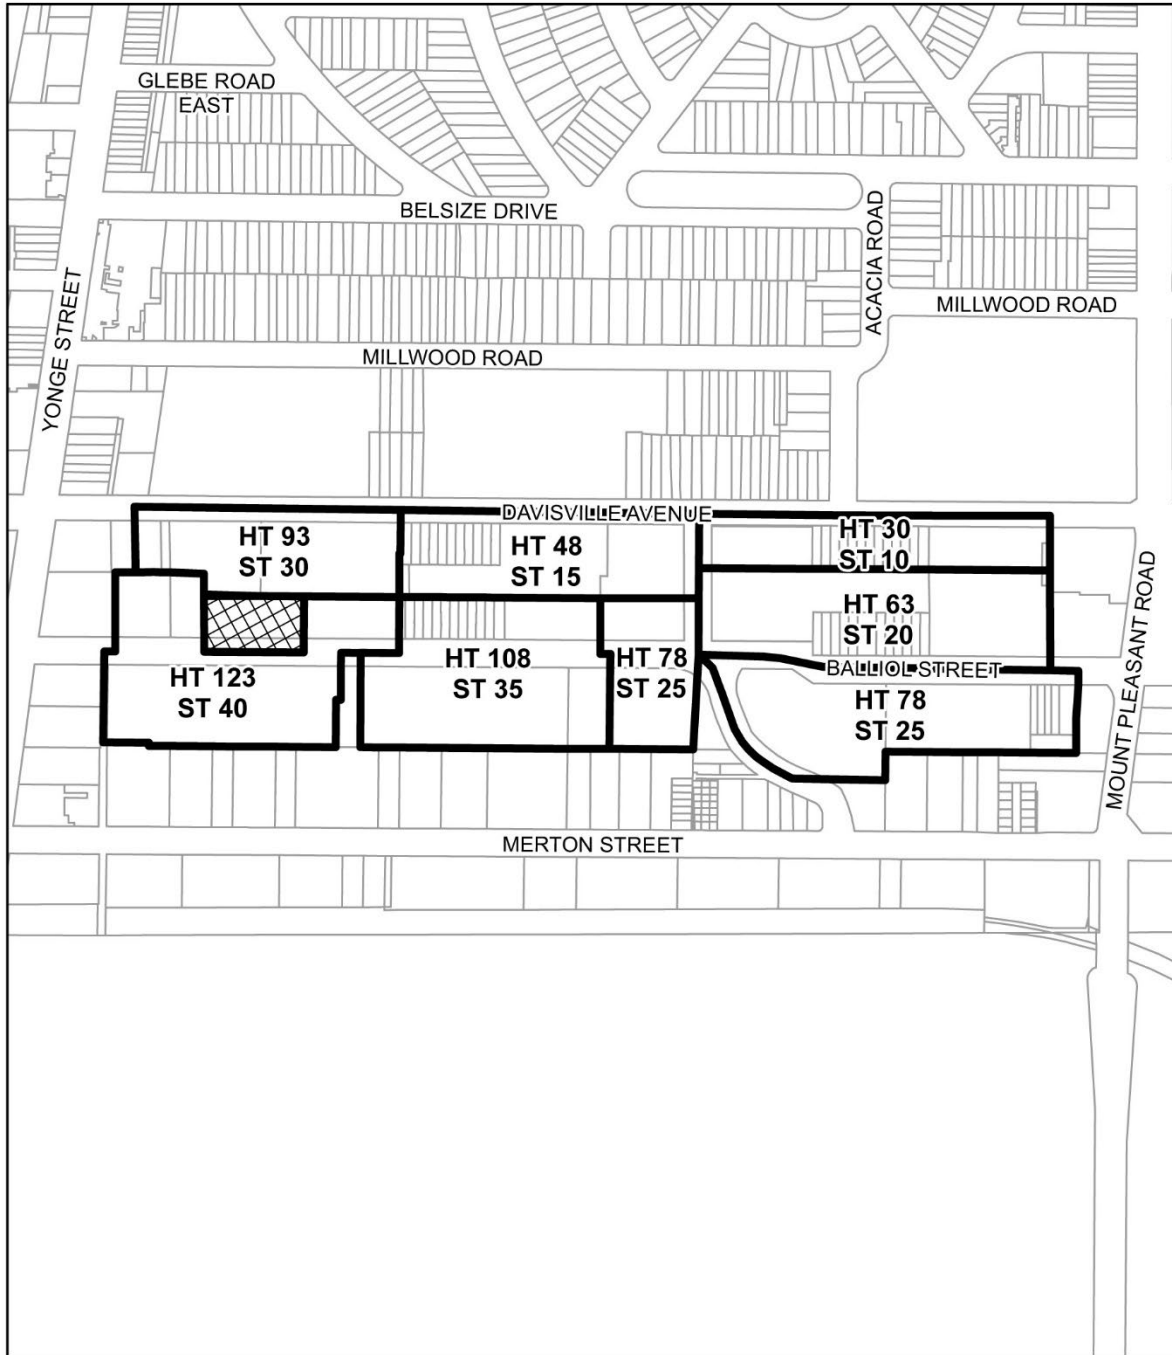 GLEBE ROAD
EAST
BELSIZE DRIVE
ACACIA ROAD
MILLWOOD ROAD
YONGE STREET
MILLWOOD ROAD
DAVISVILLE AVENUE
HT 93
ST 30
HT 48
ST 15
HT 30
ST 10
HT 63
ST 20
HT 123
ST 40
HT 108
ST 35
HT 78
ST 25
BALLIOL STREET
HT 78
ST 25
MOUNT PLEASANT ROAD
MERTON STREET